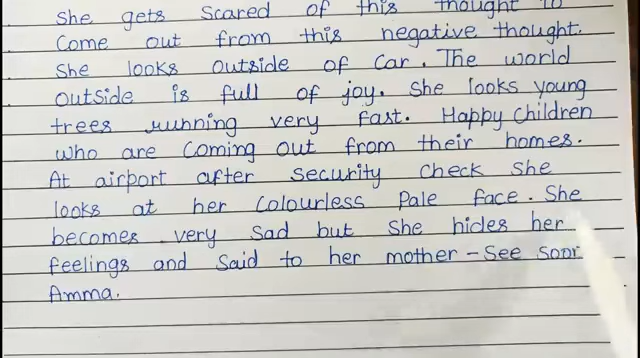 She gets scared of this thought to
Come out from this negative thought.
She looks outside of car. The world
outside is full of joy. She looks young
trees running very fast. Happy Children
who are coming out from their homes.
At airport after security check she
looks at her Colourless Pale face. She
becomes very sad but she hides her
feelings and said to her mother - See soon
Amma.